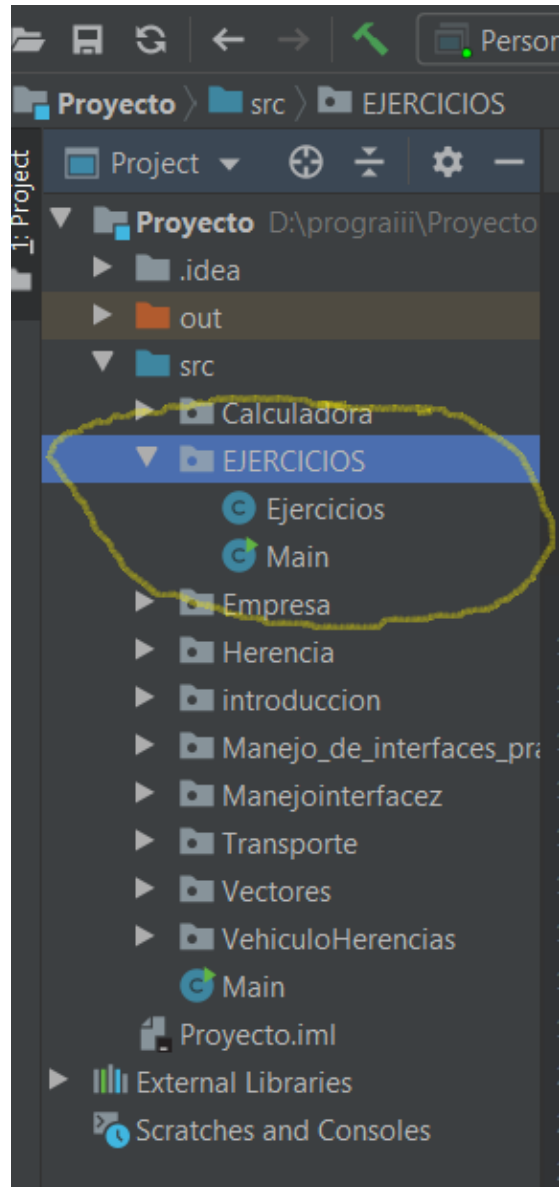 Person
Proyecto src EJERCICIOS
1: Project
Project
Proyecto D:\prograiii\Proyecto
.idea
out
src
Calculadora
EJERCICIOS
Ejercicios
Main
Empresa
Herencia
introduccion
Manejo_de_interfaces_pra
Manejointerfacez
Transporte
Vectores
VehiculoHerencias
Main
Proyecto.iml
External Libraries
Scratches and Consoles